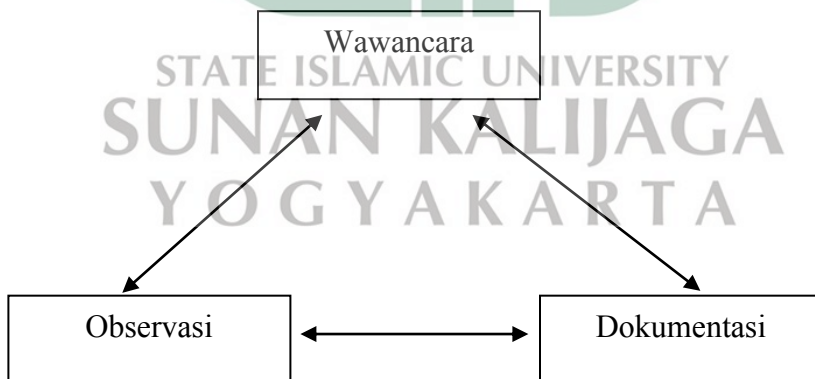 Wawancara
STATE ISLAMIC UNIVERSITY
SUNAN KALIJAGA
YOGYAKARTA
Observasi
Dokumentasi